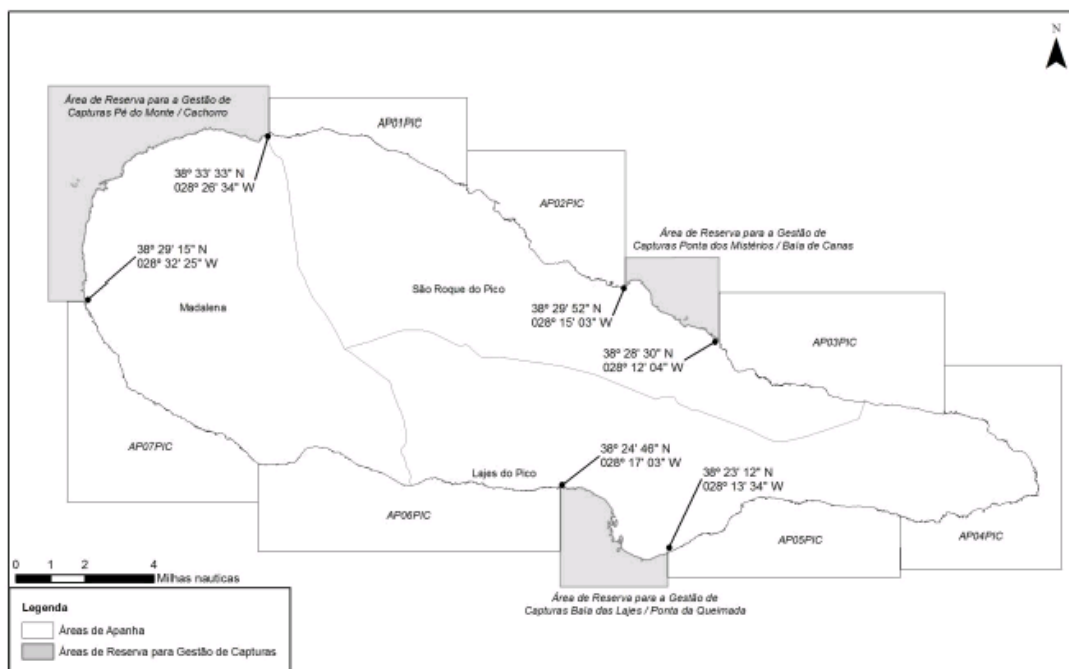 N
Área de Reserva para a Gestão de
Capturas Pé do Monte / Cachorro
AP01PIC
38º 33' 33" N
028º 26' 34" W
AP02PIC
Área de Reserva para a Gestão de
Capturas Ponta dos Mistérios / Baía de Canas
38º 29' 15" N
028º 32' 25" W
Madalena
São Roque do Pico
38º 29' 52" N
028º 15' 03" W
38º 28' 30" N
028º 12' 04" W
AP03PIC
AP07PIC
Lajes do Pico
38º 24' 46" N
028º 17' 03" W
38º 23' 12" N
028º 13' 34" W
AP06PIC
AP05PIC
AP04PIC
0 1 2 4
Milhas nauticas
Área de Reserva para a Gestão de
Capturas Baía das Lajes / Ponta da Queimada
Legenda
Áreas de Apanha
Áreas de Reserva para Gestão de Capturas